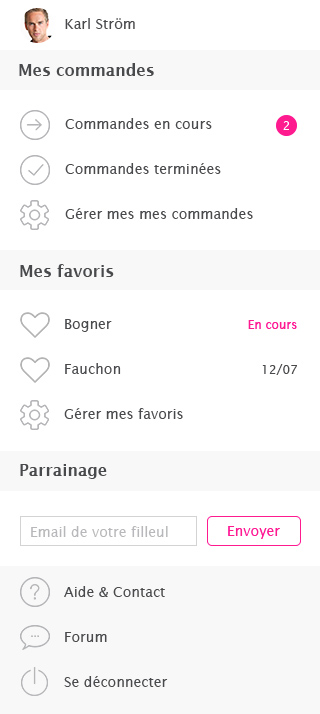 Karl Ström
Mes commandes
Commandes en cours 2
Commandes terminées
Gérer mes mes commandes
Mes favoris
Bogner En cours
Fauchon 12/07
Gérer mes favoris
Parrainage
Email de votre filleul Envoyer
Aide & Contact
Forum
Se déconnecter